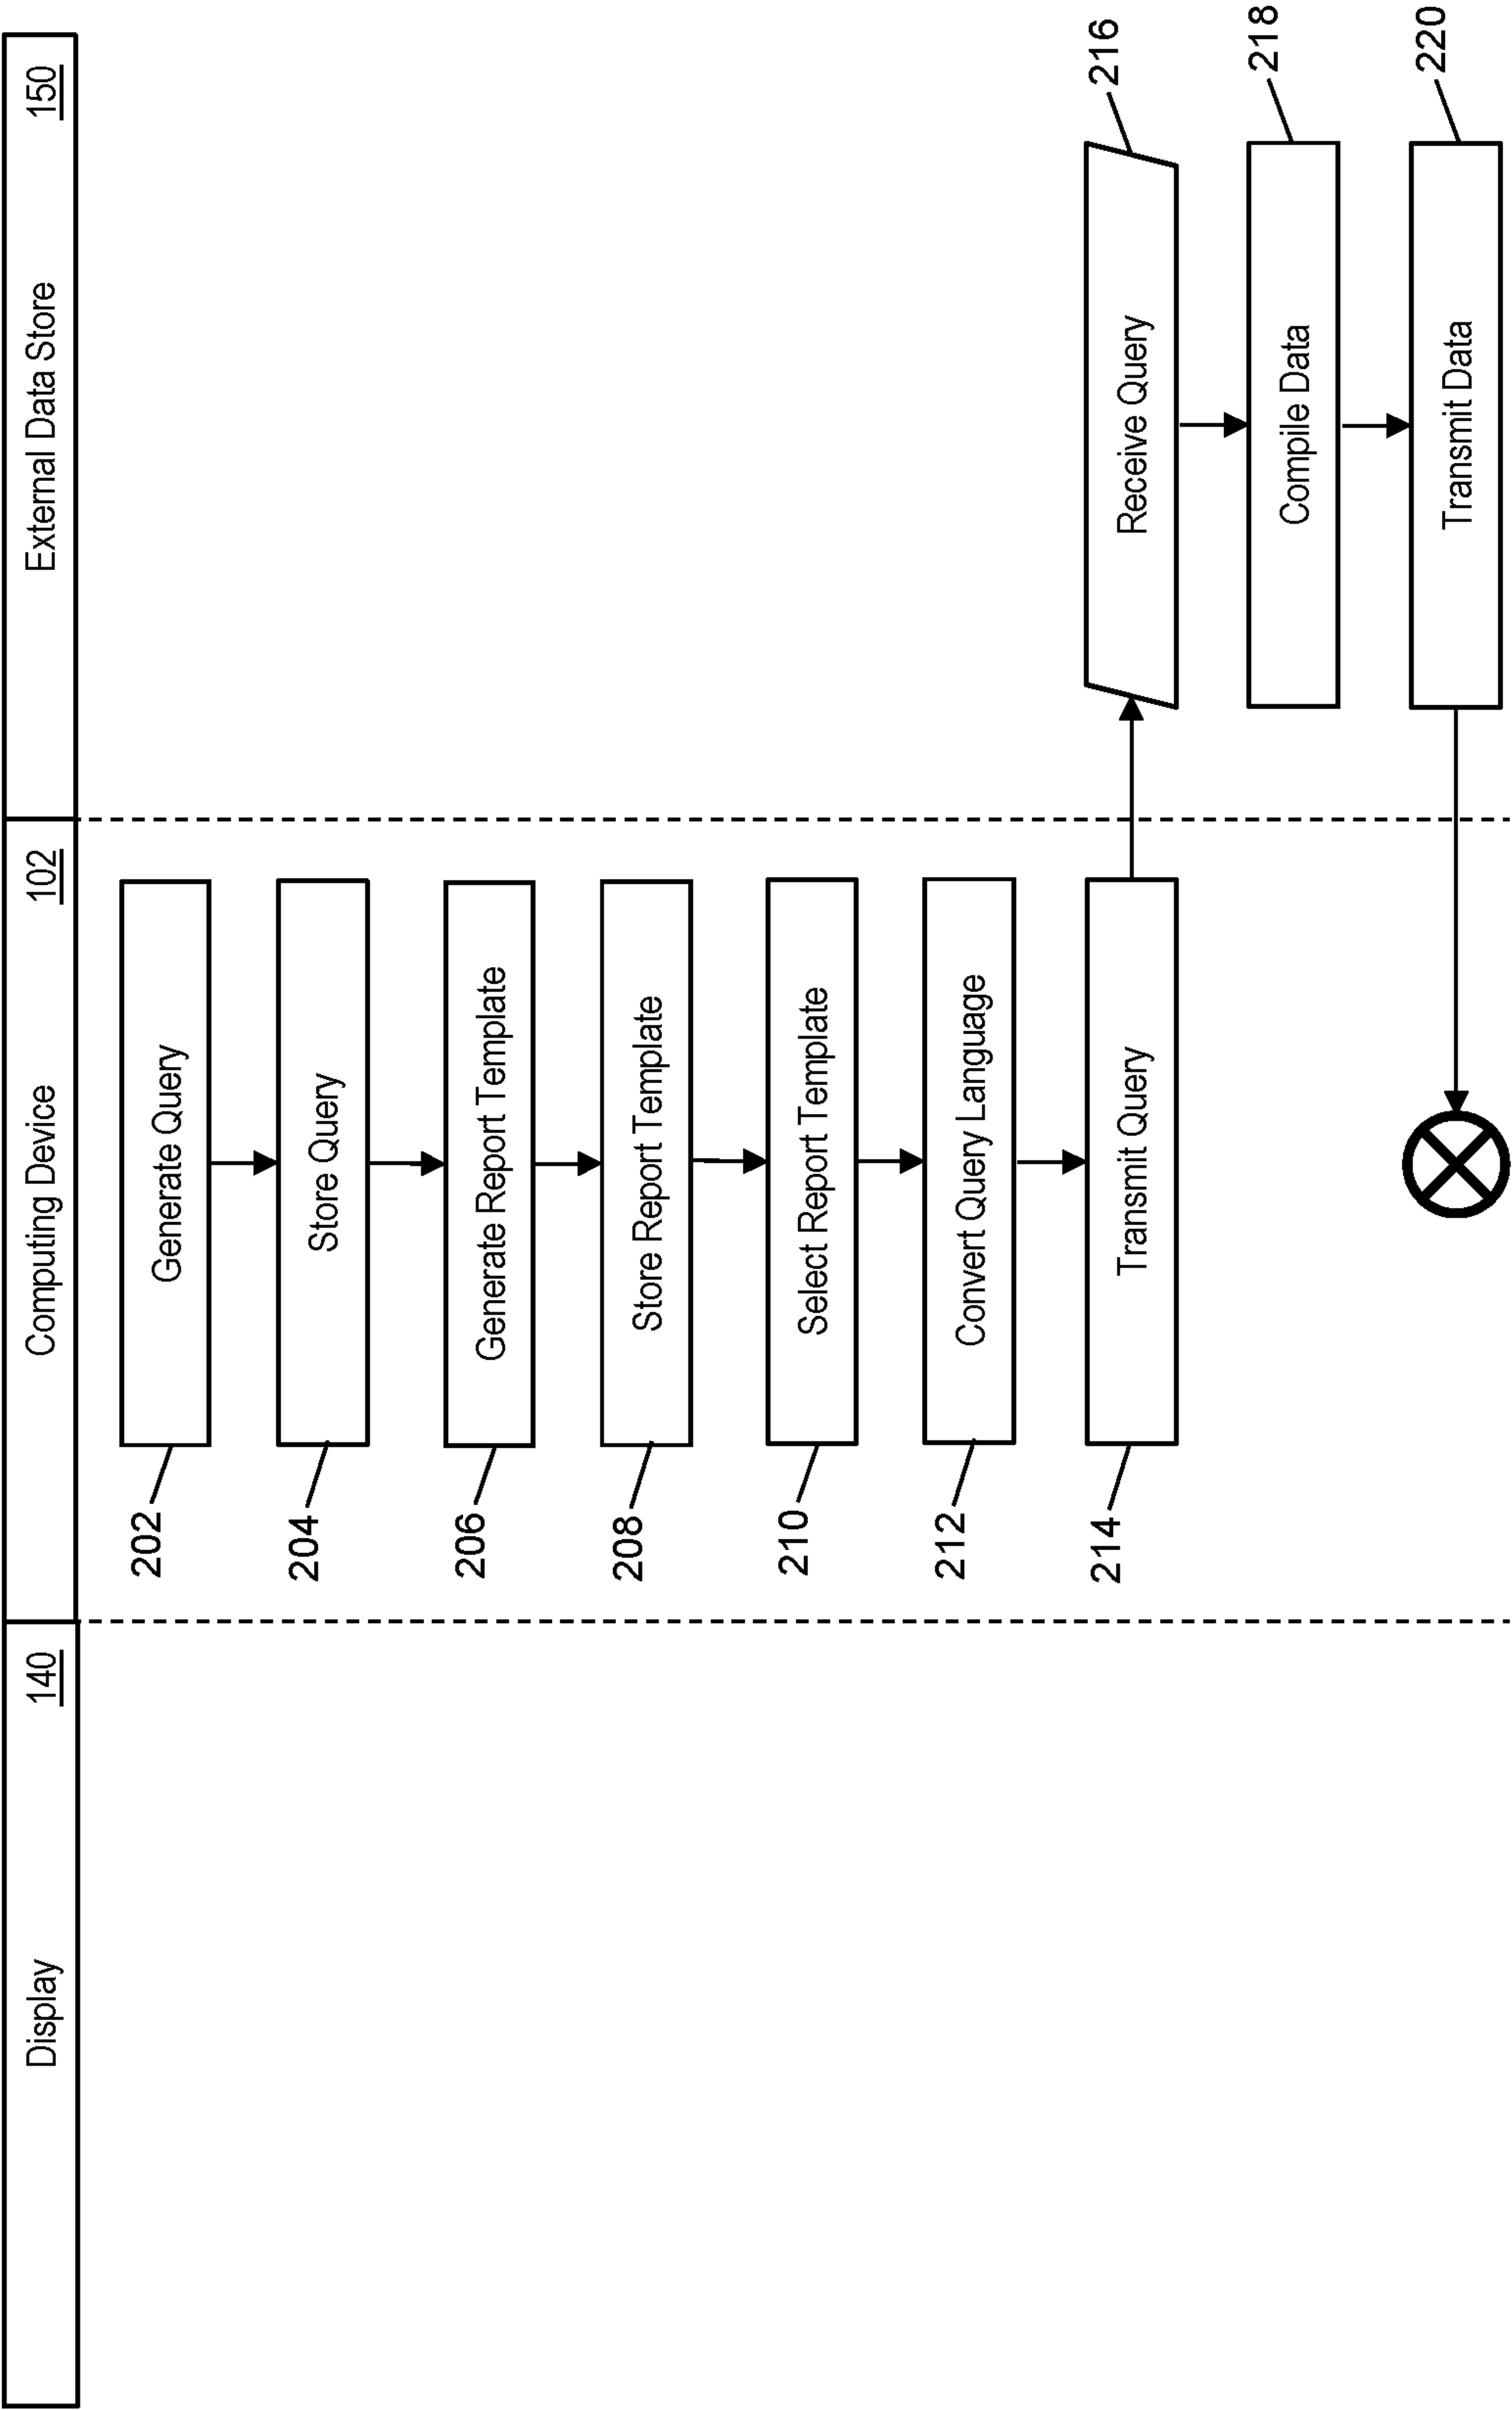 Display 140
Computing Device 102
External Data Store 150
202
Generate Query
204
Store Query
206
Generate Report Template
208
Store Report Template
210
Select Report Template
212
Convert Query Language
214
Transmit Query
Receive Query
216
Compile Data
218
Transmit Data
220